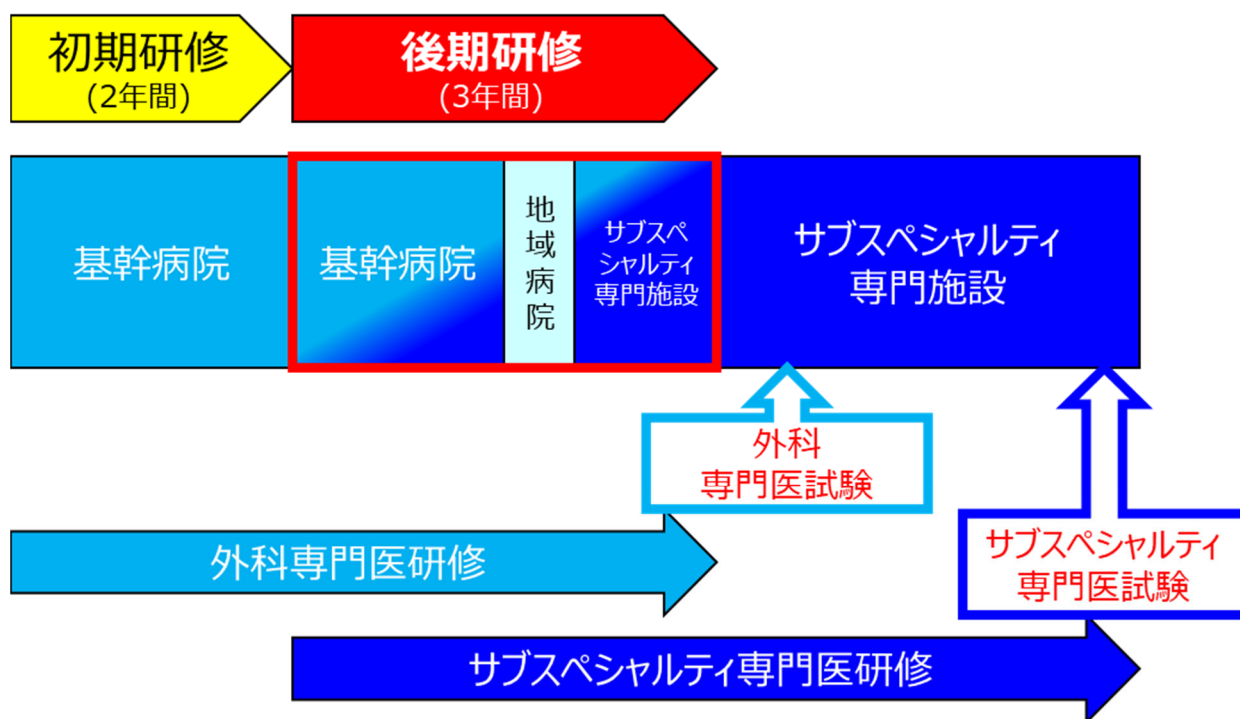 初期研修
(2年間)
後期研修
(3年間)
基幹病院
基幹病院
地域病院
サブスペ
シャルティ
専門施設
サブスペシャルティ
専門施設
外科
専門医試験
サブスペシャルティ
専門医試験
外科専門医研修
サブスペシャルティ専門医研修